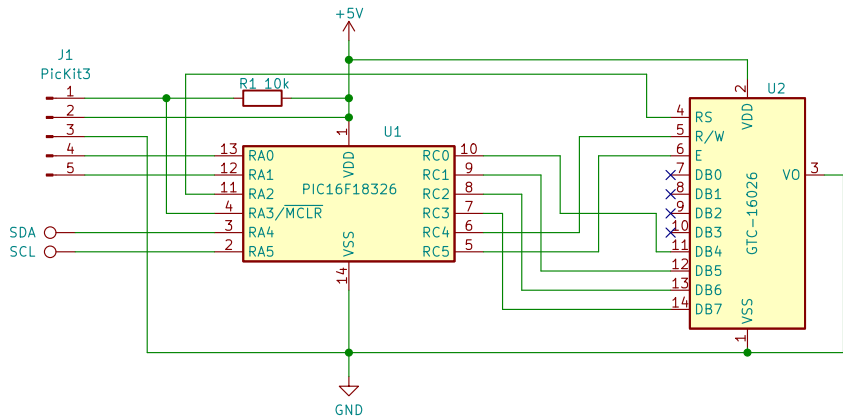 +5V
J1
PicKit3
1
2
3
4
5
R1 10k
U1
PIC16F18326
1
VDD
14
VSS
13 RA0
12 RA1
11 RA2
4 RA3/MCLR
3 RA4
2 RA5
RC0 10
RC1 9
RC2 8
RC3 7
RC4 6
RC5 5
SDA
SCL
U2
GTC-16026
2
VDD
1
VSS
4 RS
5 R/W
6 E
7 DB0
8 DB1
9 DB2
10 DB3
11 DB4
12 DB5
13 DB6
14 DB7
VO 3
GND